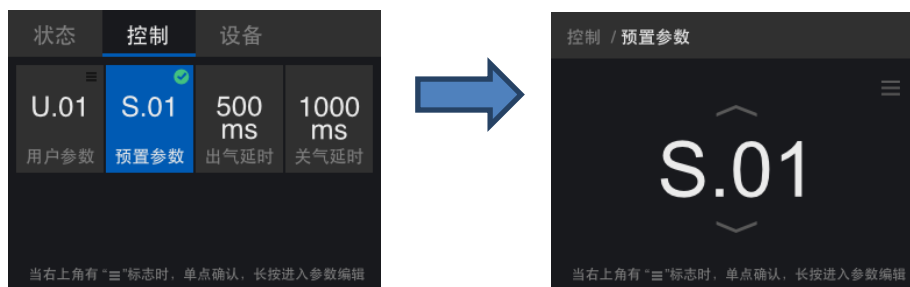 状态 控制 设备
U.01 S.01 500 ms 1000 ms
用户参数 预置参数 出气延时 关气延时
当右上角有“☰”标志时，单点确认，长按进入参数编辑
控制 / 预置参数
S.01
当右上角有“☰”标志时，单点确认，长按进入参数编辑